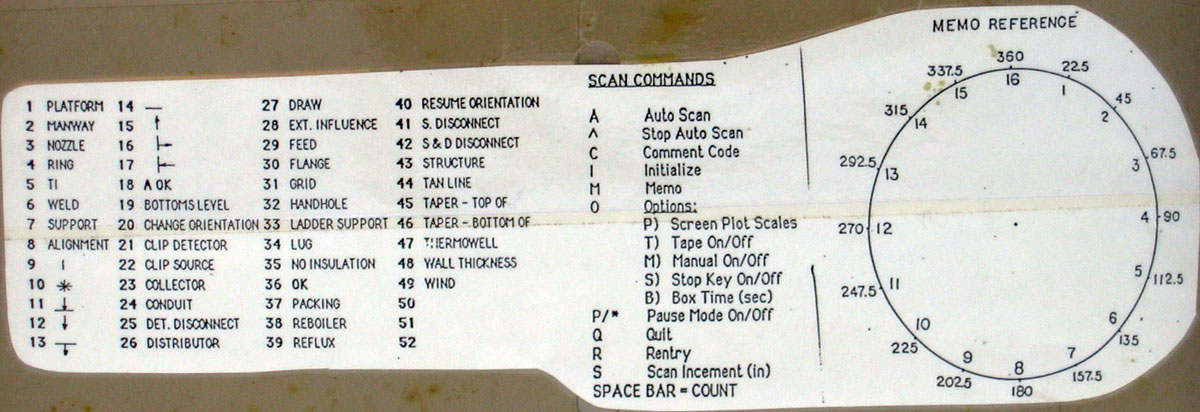 1 PLATFORM
2 MANWAY
3 NOZZLE
4 RING
5 TI
6 WELD
7 SUPPORT
8 ALIGNMENT
9 |
10 *
11 ⊥
12 ↓
13 ┬
14 —
15 ↑
16 ⊢
17 ⊢
18 A OK
19 BOTTOMS LEVEL
20 CHANGE ORIENTATION
21 CLIP DETECTOR
22 CLIP SOURCE
23 COLLECTOR
24 CONDUIT
25 DET. DISCONNECT
26 DISTRIBUTOR
27 DRAW
28 EXT. INFLUENCE
29 FEED
30 FLANGE
31 GRID
32 HANDHOLE
33 LADDER SUPPORT
34 LUG
35 NO INSULATION
36 OK
37 PACKING
38 REBOILER
39 REFLUX
40 RESUME ORIENTATION
41 S. DISCONNECT
42 S & D DISCONNECT
43 STRUCTURE
44 TAN LINE
45 TAPER - TOP OF
46 TAPER - BOTTOM OF
47 THERMOWELL
48 WALL THICKNESS
49 WIND
50
51
52
SCAN COMMANDS
A Auto Scan
^ Stop Auto Scan
C Comment Code
I Initialize
M Memo
O Options:
P) Screen Plot Scales
T) Tape On/Off
M) Manual On/Off
S) Stop Key On/Off
B) Box Time (sec)
P/* Pause Mode On/Off
Q Quit
R Rentry
S Scan Incement (in)
SPACE BAR = COUNT
MEMO REFERENCE
360 16
22.5 1
45 2
67.5 3
90 4
112.5 5
135 6
157.5 7
180 8
202.5 9
225 10
247.5 11
270 12
292.5 13
315 14
337.5 15